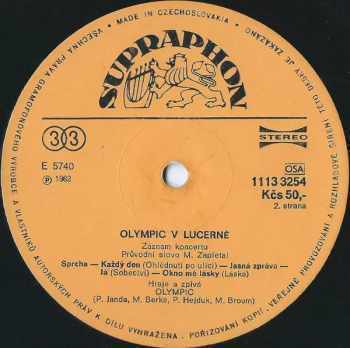 MADE IN CZECHOSLOVAKIA
VŠECHNA PRÁVA GRAMOFONOVÉHO VÝROBCE A VLASTNÍKŮ AUTORSKÝCH PRÁV K DÍLU VYHRAŽENA. POŘIZOVÁNÍ KOPIÍ, VEŘEJNÉ PROVOZOVÁNÍ A ROZHLASOVÉ ŠÍŘENÍ TÉTO DESKY JE ZAKÁZÁNO
SUPRAPHON
33
STEREO
E 5740
Ⓟ 1982
OSA
1113 3254
Kčs 50,-
2. strana
OLYMPIC V LUCERNĚ
Záznam koncertu
Průvodní slovo M. Zapletal
Sprcha — Každý den (Ohlédnutí po ulici) — Jasná zpráva —
Já (Sobectví) — Okno mé lásky (Láska)
Hraje a zpívá
OLYMPIC
(P. Janda, M. Berka, P. Hejduk, M. Broum)